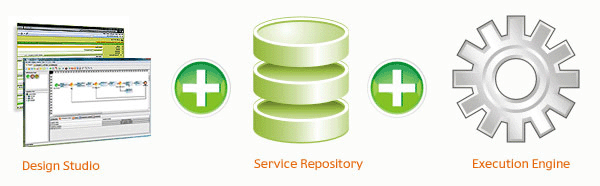 Design Studio
Service Repository
Execution Engine